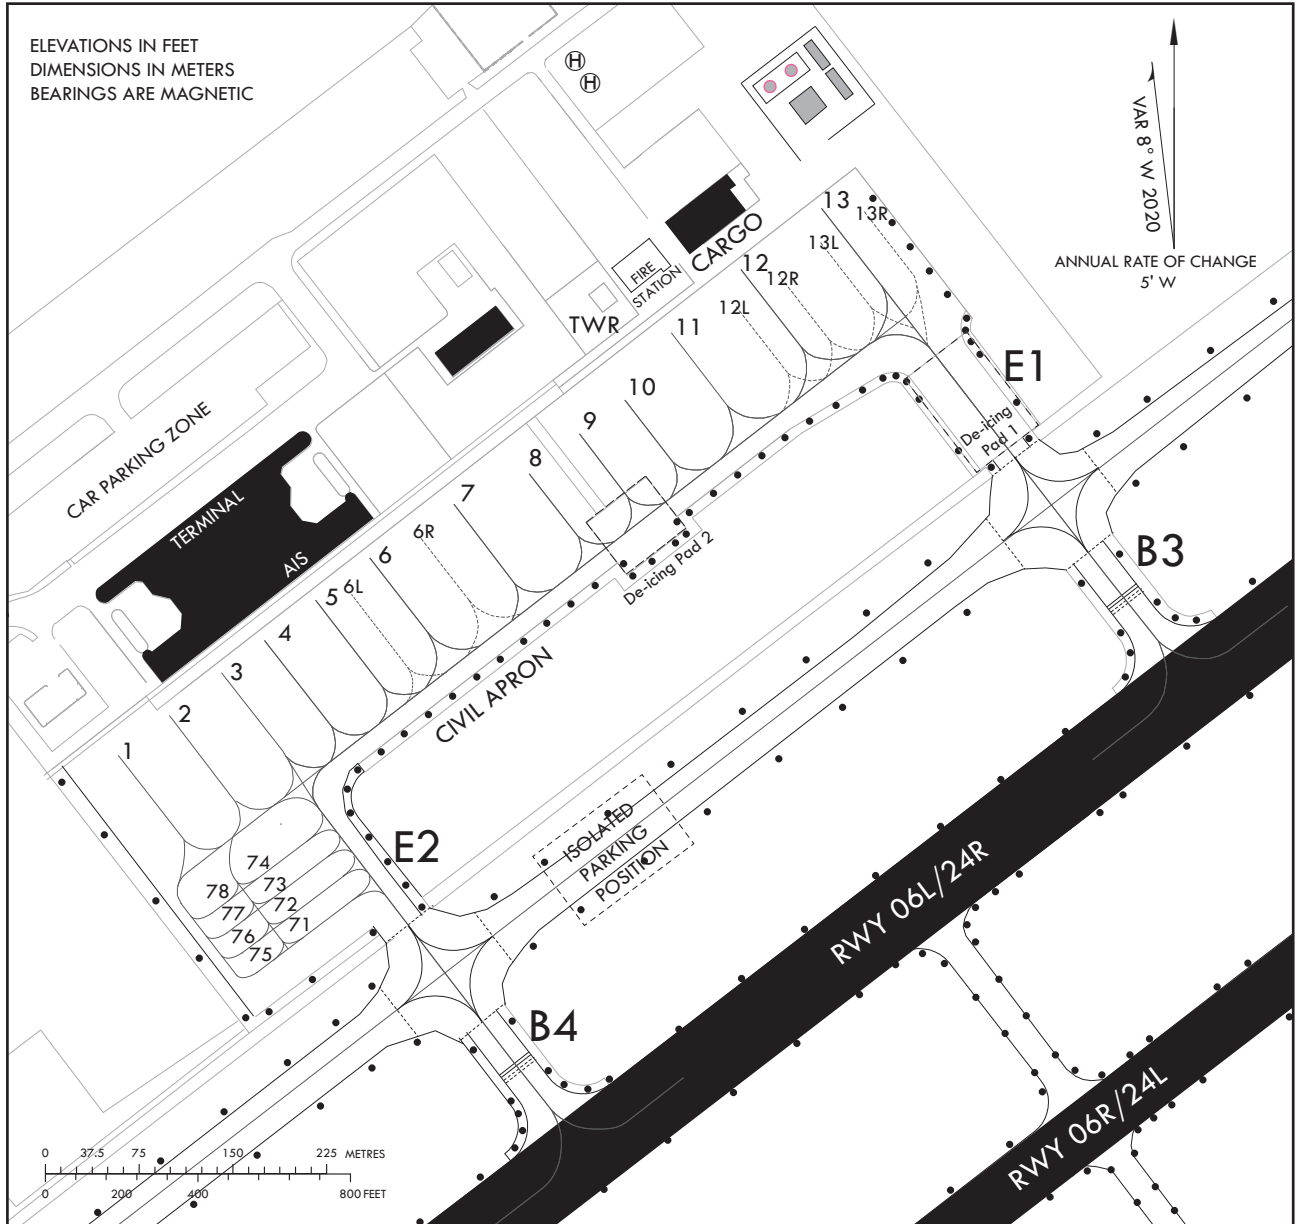 ELEVATIONS IN FEET
DIMENSIONS IN METERS
BEARINGS ARE MAGNETIC
H
H
VAR 8° W 2020
ANNUAL RATE OF CHANGE
5' W
CARGO
FIRE
STATION
TWR
13
13R
13L
12
12R
12L
11
10
9
8
7
6R
6
6L
5
4
3
2
1
E1
De-icing
Pad 1
B3
CAR PARKING ZONE
TERMINAL
AIS
De-icing Pad 2
CIVIL APRON
E2
ISOLATED
PARKING
POSITION
74
73
72
71
78
77
76
75
B4
RWY 06L/24R
RWY 06R/24L
0 37.5 75 150 225 METRES
0 200 400 800 FEET